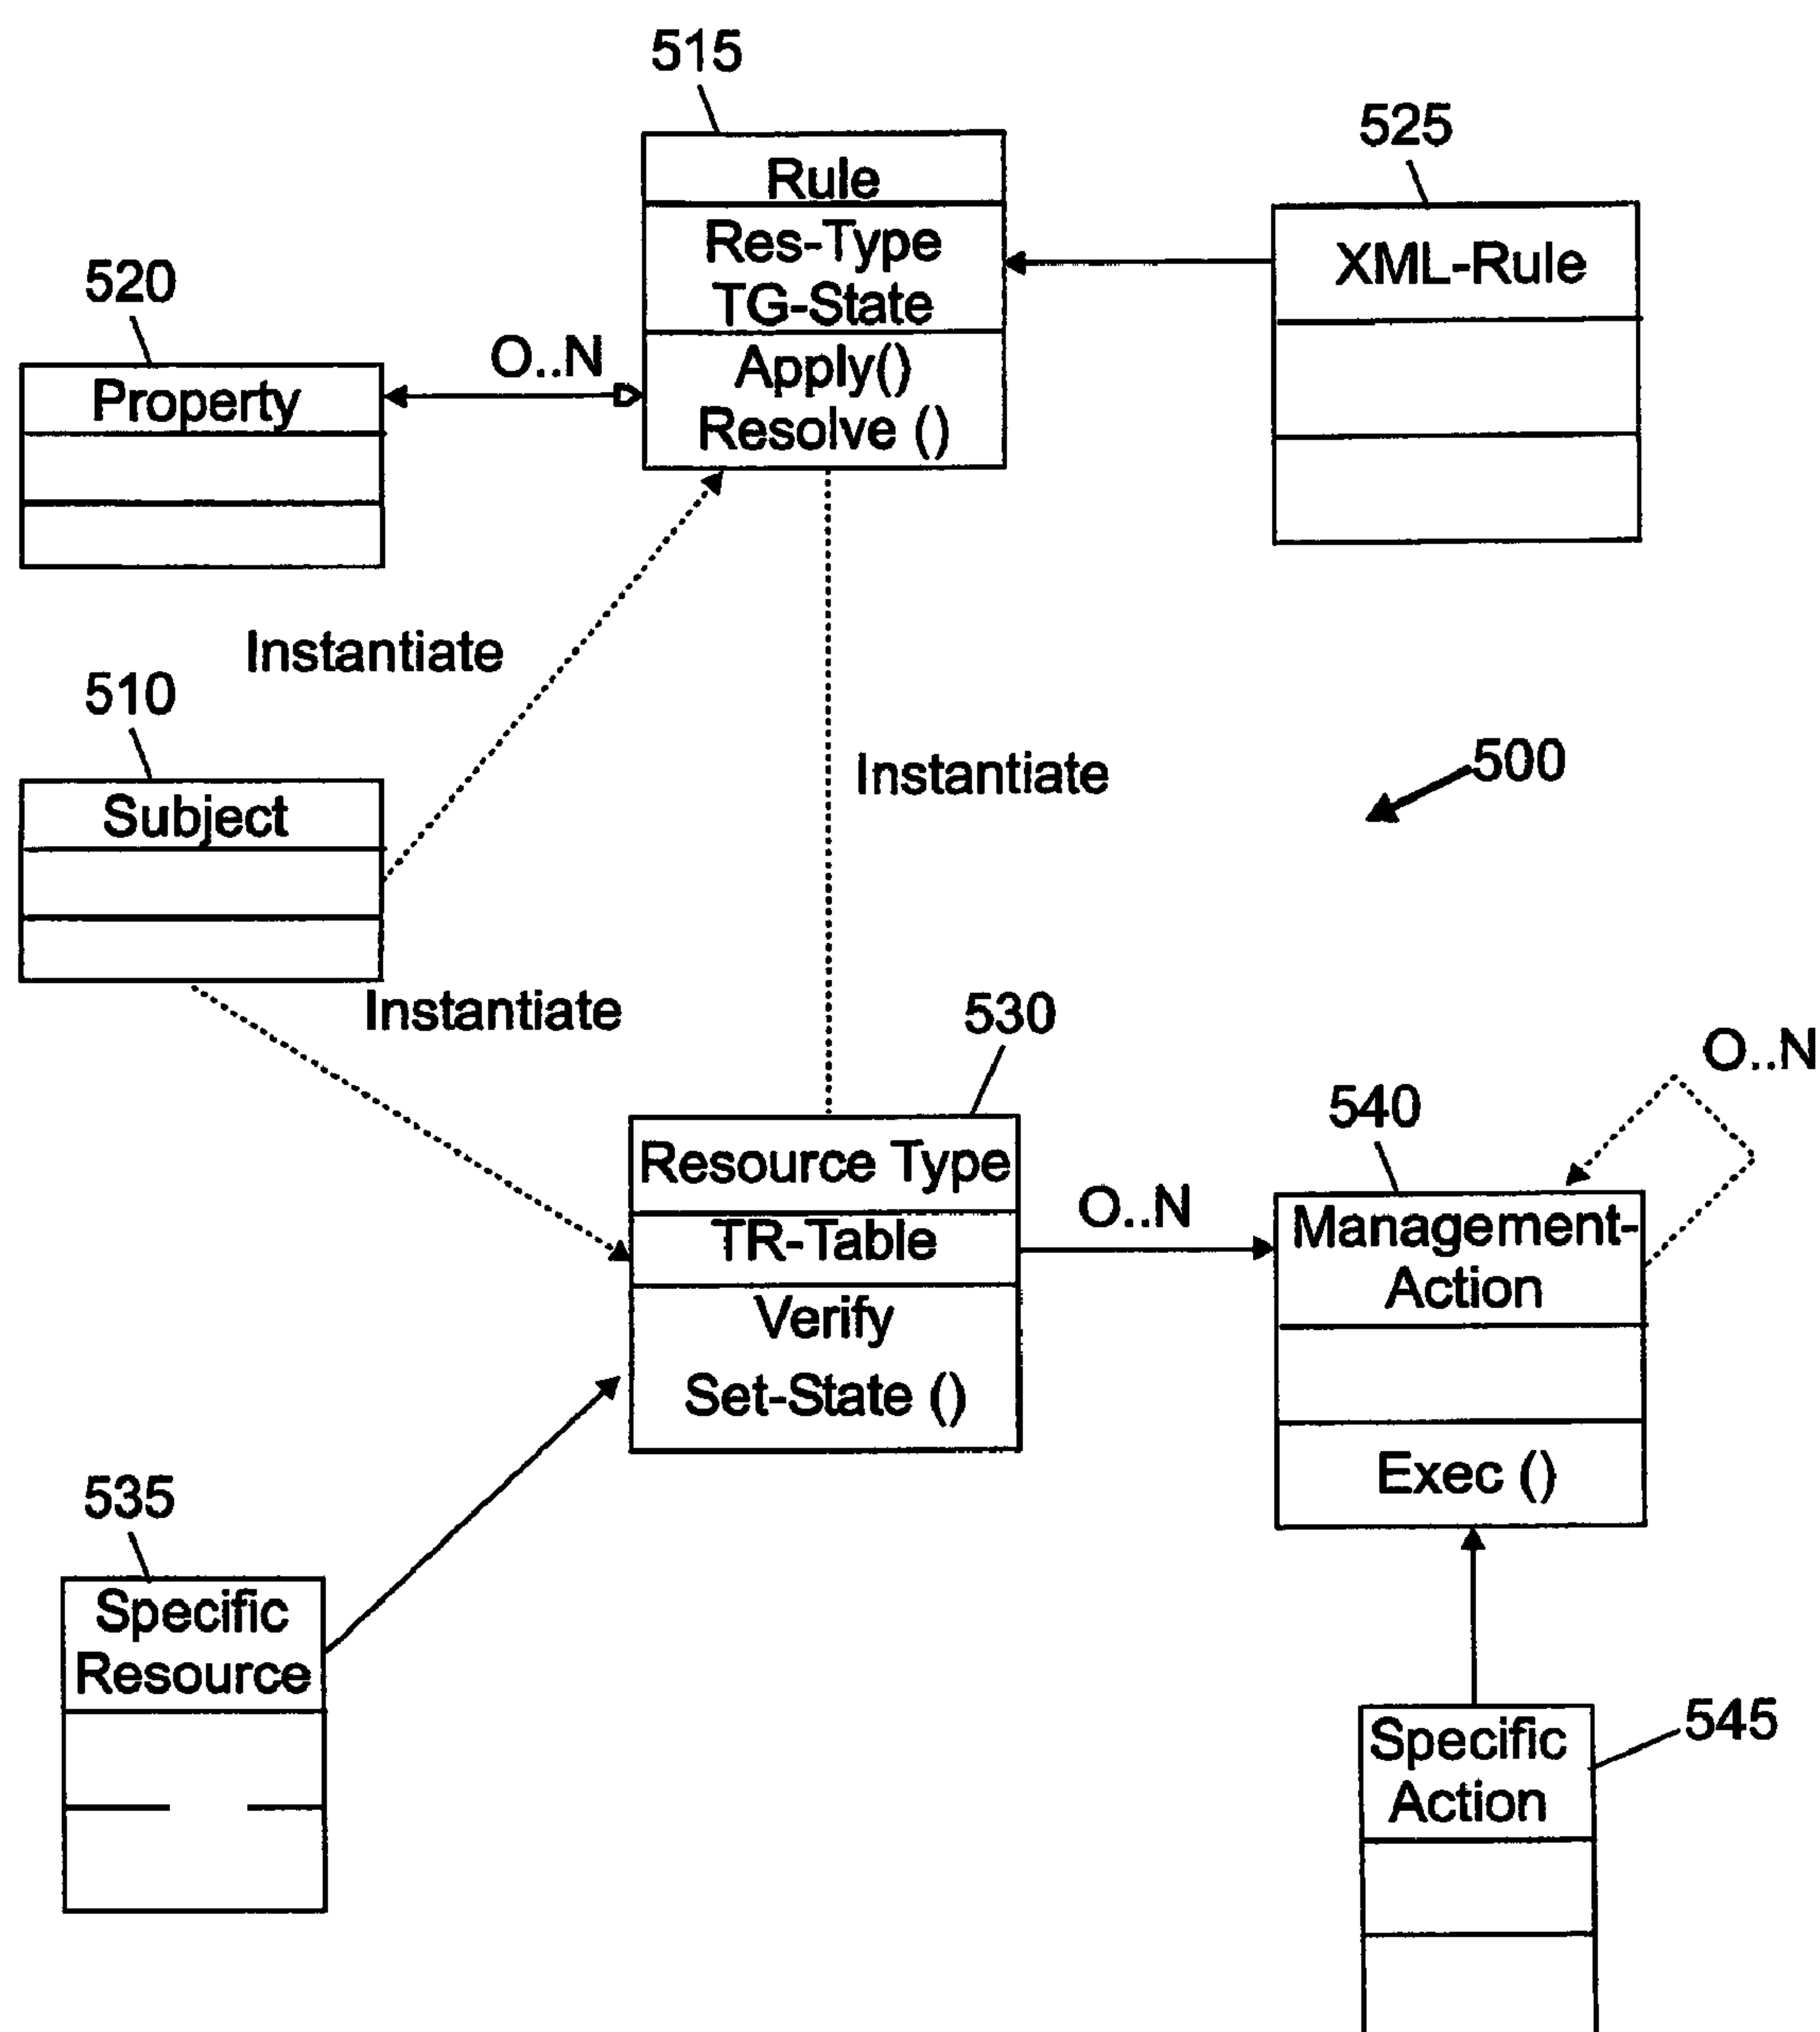 515
525
Rule
Res-Type
TG-State
XML-Rule
520
O..N
Apply()
Resolve ()
Property
Instantiate
510
Instantiate
500
Subject
Instantiate
530
O..N
540
Resource Type
O..N
Management-
Action
TR-Table
Verify
Set-State ()
Exec ()
535
Specific
Resource
545
Specific
Action